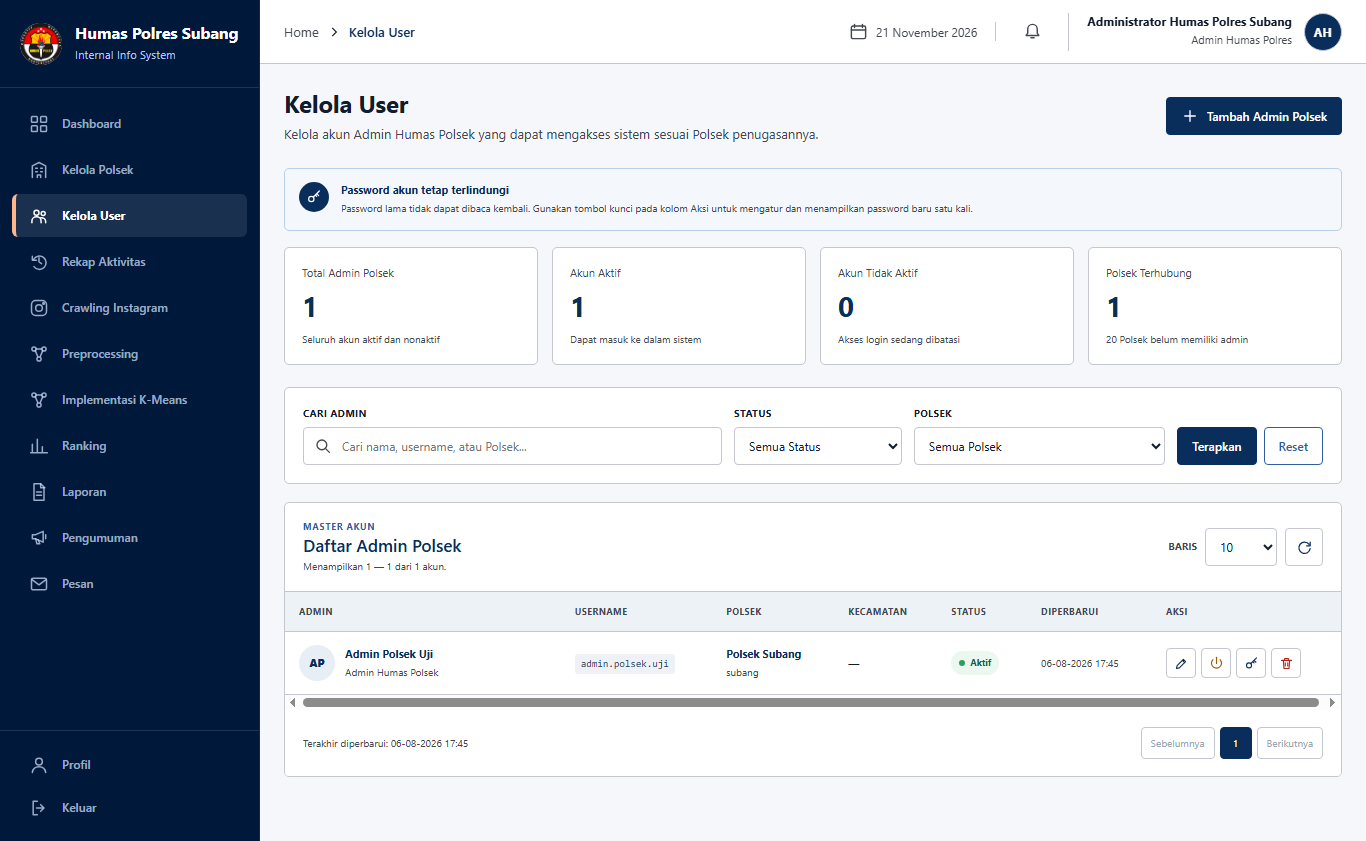 Humas Polres Subang
Internal Info System
Dashboard
Kelola Polsek
Kelola User
Rekap Aktivitas
Crawling Instagram
Preprocessing
Implementasi K-Means
Ranking
Laporan
Pengumuman
Pesan
Profil
Keluar
Home > Kelola User
21 November 2026
Administrator Humas Polres Subang
Admin Humas Polres
AH
Kelola User
Kelola akun Admin Humas Polsek yang dapat mengakses sistem sesuai Polsek penugasannya.
+ Tambah Admin Polsek
Password akun tetap terlindungi
Password lama tidak dapat dibaca kembali. Gunakan tombol kunci pada kolom Aksi untuk mengatur dan menampilkan password baru satu kali.
Total Admin Polsek
1
Seluruh akun aktif dan nonaktif
Akun Aktif
1
Dapat masuk ke dalam sistem
Akun Tidak Aktif
0
Akses login sedang dibatasi
Polsek Terhubung
1
20 Polsek belum memiliki admin
CARI ADMIN
Cari nama, username, atau Polsek...
STATUS
Semua Status
POLSEK
Semua Polsek
Terapkan
Reset
MASTER AKUN
Daftar Admin Polsek
Menampilkan 1 — 1 dari 1 akun.
BARIS
10
ADMIN USERNAME POLSEK KECAMATAN STATUS DIPERBARUI AKSI
AP
Admin Polsek Uji
Admin Humas Polsek
admin.polsek.uji
Polsek Subang
subang
—
Aktif
06-08-2026 17:45
Terakhir diperbarui: 06-08-2026 17:45
Sebelumnya
1
Berikutnya